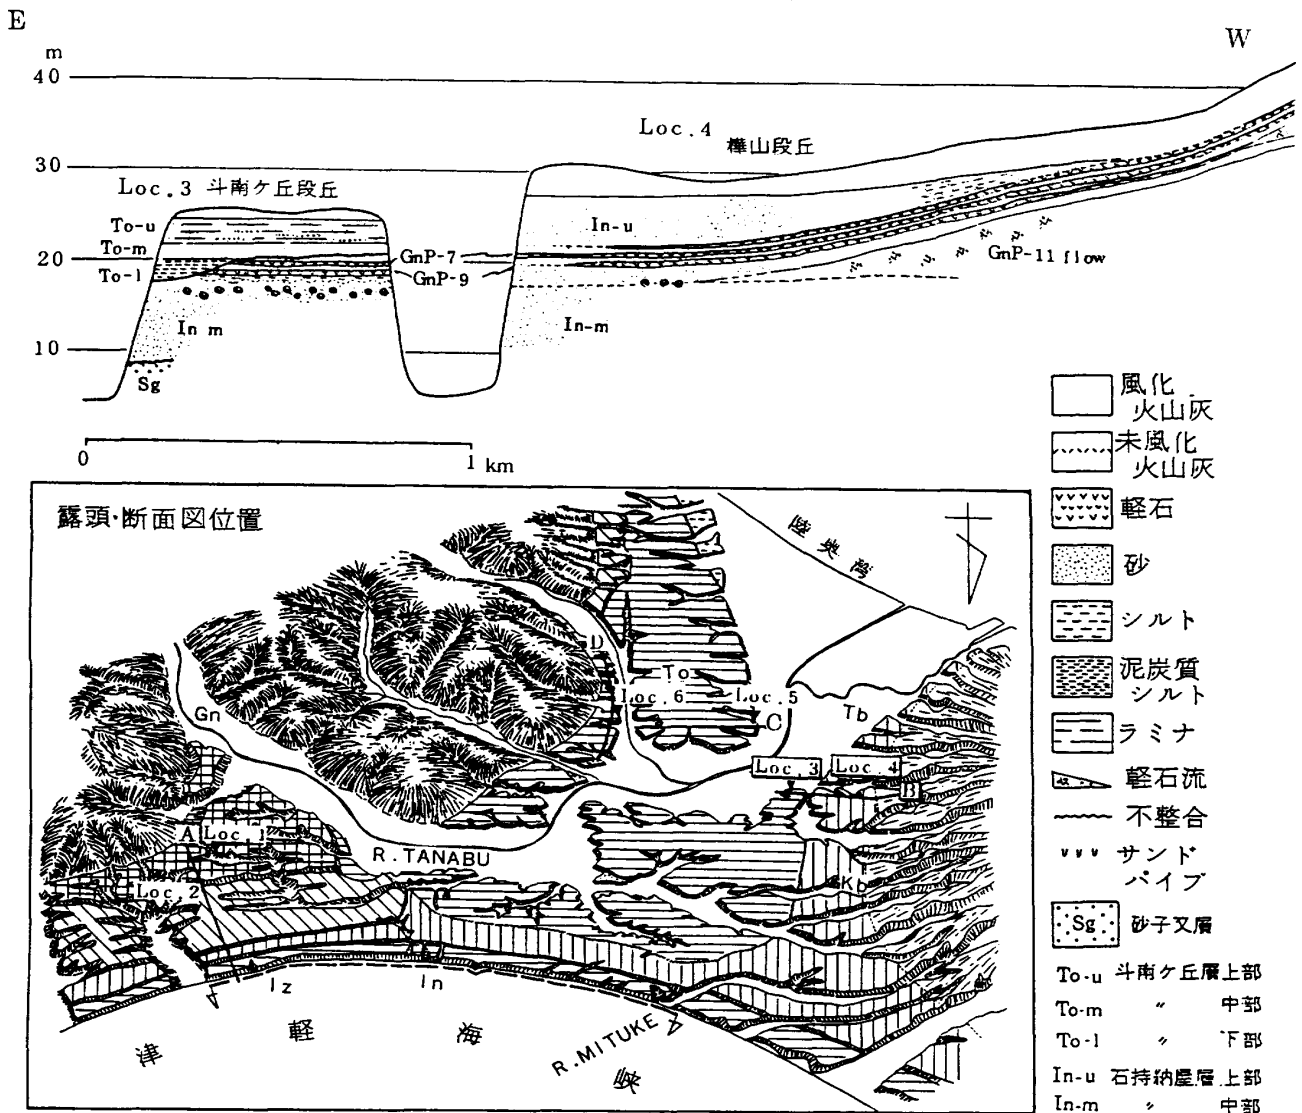 E
W
m
40
30
20
10
Loc.4 樺山段丘
Loc.3 斗南ケ丘段丘
To-u
To-m
To-l
GnP-7
GnP-9
In-u
In m
In-m
GnP-11 flow
Sg
0
1 km
露頭・断面図位置
陸奥湾
D
To
Loc.6
Loc.5
C
Tb
Gn
Loc.3
Loc.4
B
A
Loc.1
R.TANABU
Kb
Loc.2
Iz
In
R.MITUKE
津軽海峡
風化
火山灰
未風化
火山灰
軽石
砂
シルト
泥炭質
シルト
ラミナ
軽石流
不整合
サンド
パイプ
Sg 砂子又層
To-u 斗南ケ丘層上部
To-m 〃 中部
To-l 〃 下部
In-u 石持納屋層上部
In-m 〃 中部